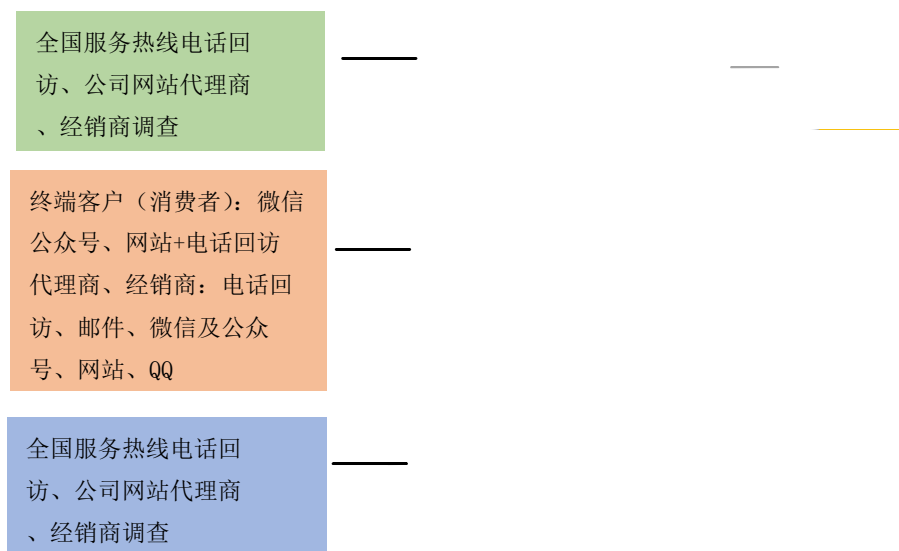 全国服务热线电话回
访、公司网站代理商
、经销商调查
终端客户（消费者）：微信
公众号、网站+电话回访
代理商、经销商：电话回
访、邮件、微信及公众
号、网站、QQ
全国服务热线电话回
访、公司网站代理商
、经销商调查